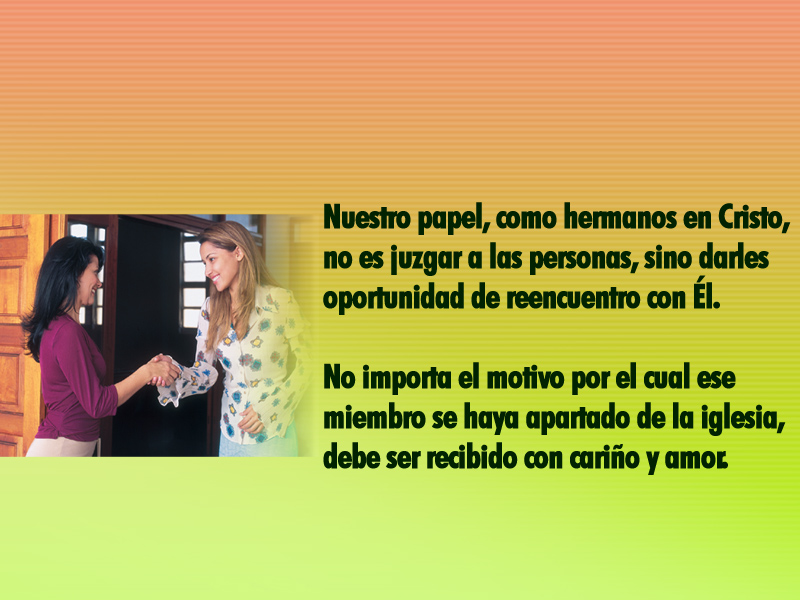 Nuestro papel, como hermanos en Cristo,
no es juzgar a las personas, sino darles
oportunidad de reencuentro con Él.
No importa el motivo por el cual ese
miembro se haya apartado de la iglesia,
debe ser recibido con cariño y amor.